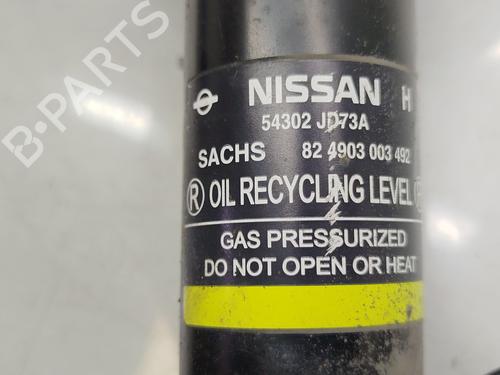 NISSAN H
54302 JD73A
SACHS 82 4903 003 492
R OIL RECYCLING LEVEL
GAS PRESSURIZED
DO NOT OPEN OR HEAT
B-PARTS